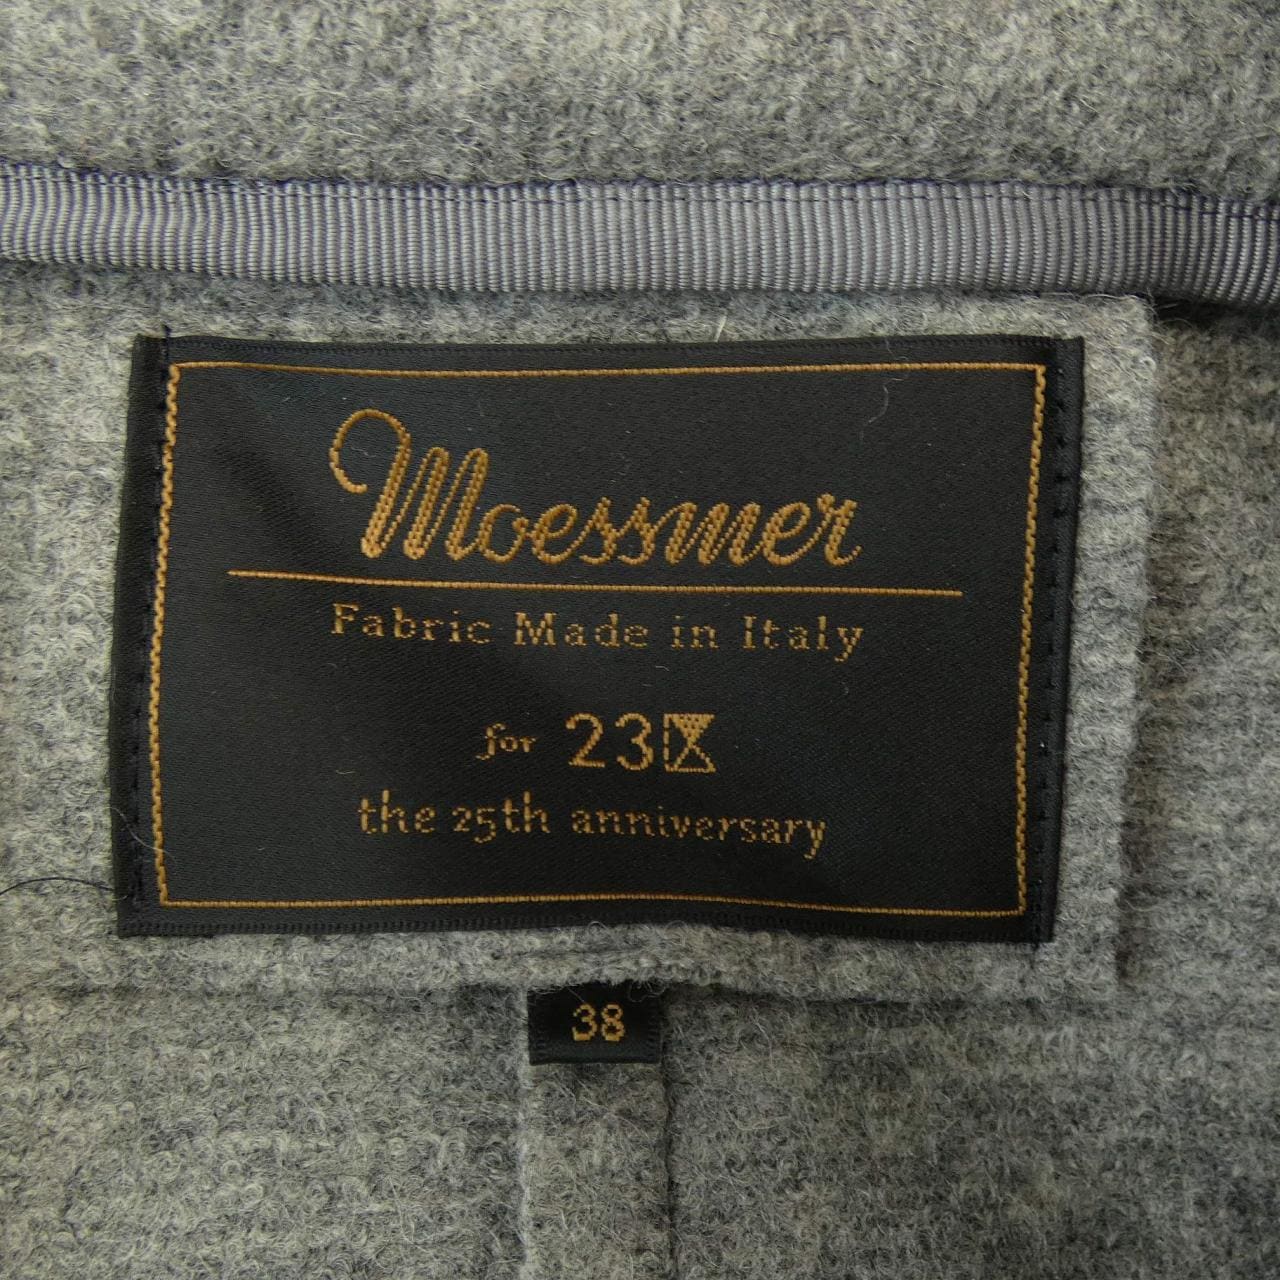 Moessmer
Fabric Made in Italy
for 23区
the 25th anniversary
38